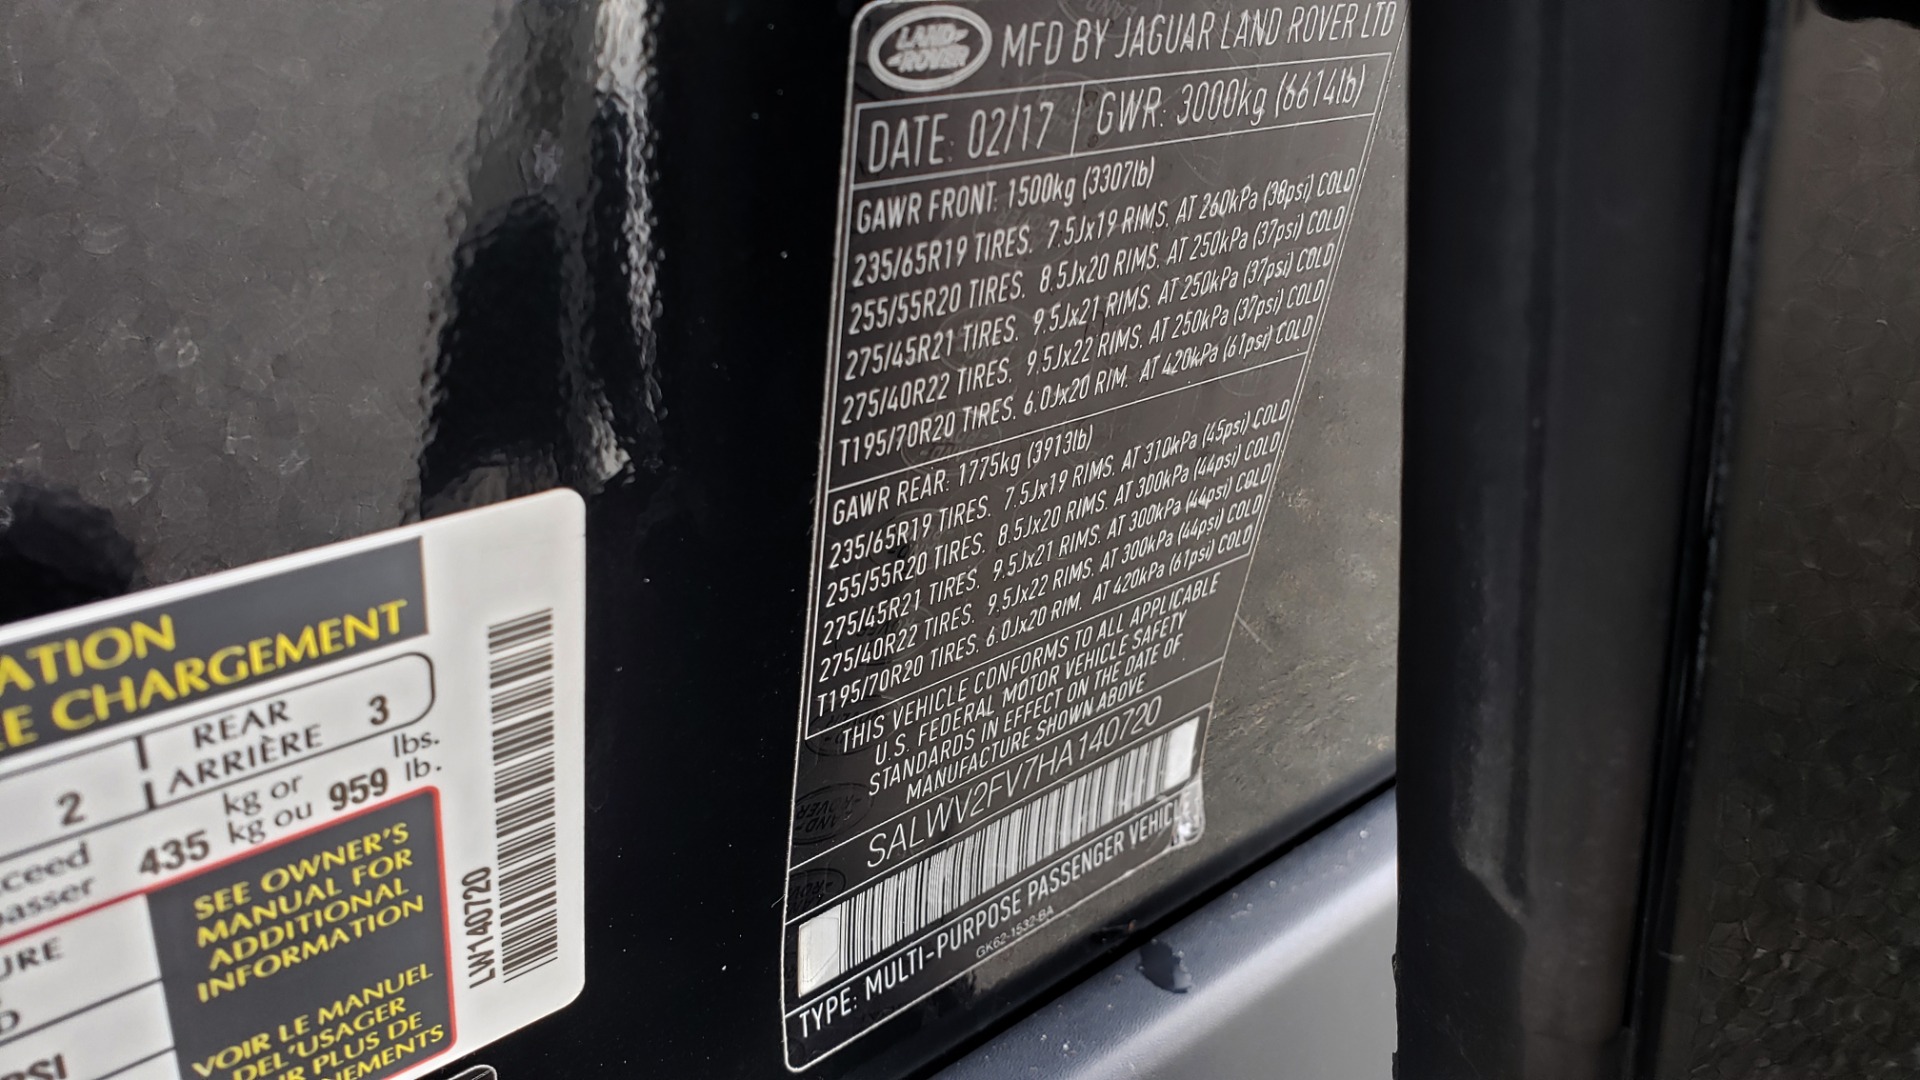 LAND-
-ROVER
MFD BY JAGUAR LAND ROVER LTD
DATE: 02/17 GWR: 3000kg (6614lb)
GAWR FRONT: 1500kg (3307lb)
235/65R19 TIRES. 7.5Jx19 RIMS. AT 260kPa (38psi) COLD
255/55R20 TIRES. 8.5Jx20 RIMS. AT 250kPa (37psi) COLD
275/45R21 TIRES. 9.5Jx21 RIMS. AT 250kPa (37psi) COLD
275/40R22 TIRES. 9.5Jx22 RIMS. AT 250kPa (37psi) COLD
T195/70R20 TIRES. 6.0Jx20 RIM. AT 420kPa (61psi) COLD
GAWR REAR: 1775kg (3913lb)
235/65R19 TIRES. 7.5Jx19 RIMS. AT 310kPa (45psi) COLD
255/55R20 TIRES. 8.5Jx20 RIMS. AT 300kPa (44psi) COLD
275/45R21 TIRES. 9.5Jx21 RIMS. AT 300kPa (44psi) COLD
275/40R22 TIRES. 9.5Jx22 RIMS. AT 300kPa (44psi) COLD
T195/70R20 TIRES. 6.0Jx20 RIM. AT 420kPa (61psi) COLD
THIS VEHICLE CONFORMS TO ALL APPLICABLE
U.S. FEDERAL MOTOR VEHICLE SAFETY
STANDARDS IN EFFECT ON THE DATE OF
MANUFACTURE SHOWN ABOVE
SALWV2FV7HA140720
TYPE: MULTI-PURPOSE PASSENGER VEHICL
GK62-1532-BA
ATION
E CHARGEMENT
2 REAR
ARRIÈRE 3
ceed 435 kg or 959 lbs.
passer kg ou lb.
URE
D
PSI
SEE OWNER'S
MANUAL FOR
ADDITIONAL
INFORMATION
VOIR LE MANUEL
DEL'USAGER
R PLUS DE
NEMENTS
LW140720